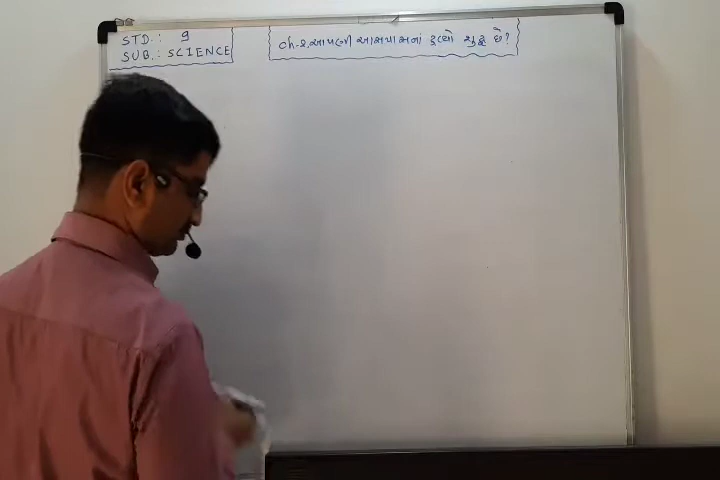 STD.: 9
SUB.: SCIENCE
ch-2. આપણી આસપાસનાં દ્રવ્યો શુદ્ધ છે?